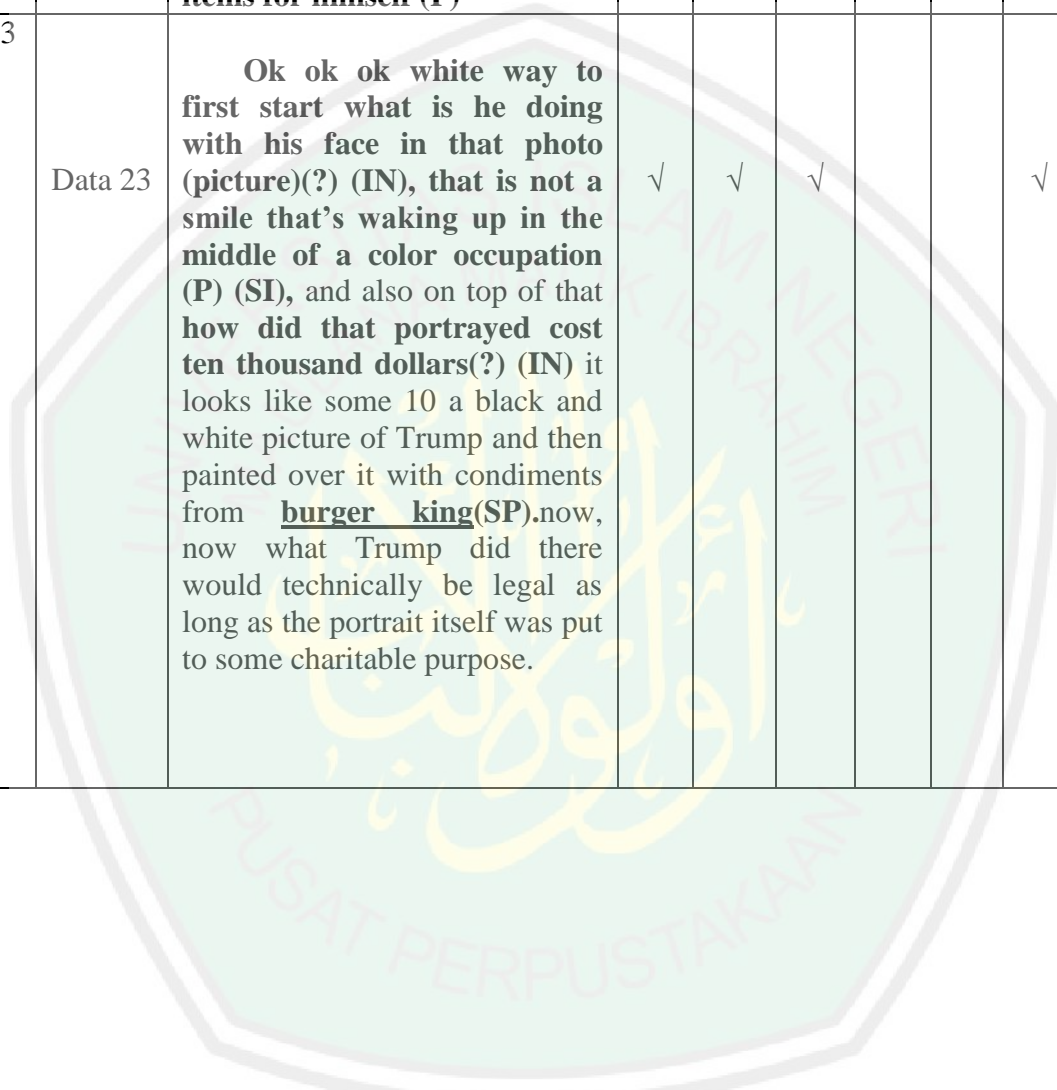 items for himself (P)
3
Ok ok ok white way to
first start what is he doing
with his face in that photo
Data 23 (picture)(?) (IN), that is not a √ √ √ √
smile that’s waking up in the
middle of a color occupation
(P) (SI), and also on top of that
how did that portrayed cost
ten thousand dollars(?) (IN) it
looks like some 10 a black and
white picture of Trump and then
painted over it with condiments
from burger king(SP).now,
now what Trump did there
would technically be legal as
long as the portrait itself was put
to some charitable purpose.
PUSAT PERPUSTAKAAN